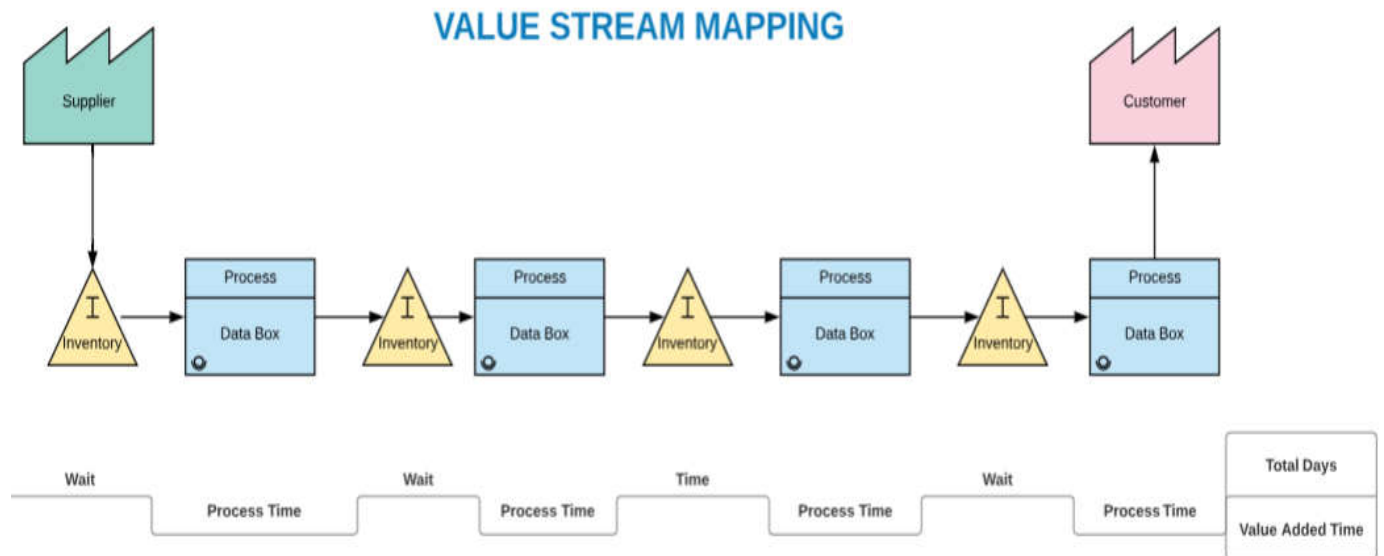 VALUE STREAM MAPPING
Supplier
Customer
I
Inventory
Process
Data Box
I
Inventory
Process
Data Box
I
Inventory
Process
Data Box
I
Inventory
Process
Data Box
Wait
Process Time
Wait
Process Time
Time
Process Time
Wait
Process Time
Total Days
Value Added Time